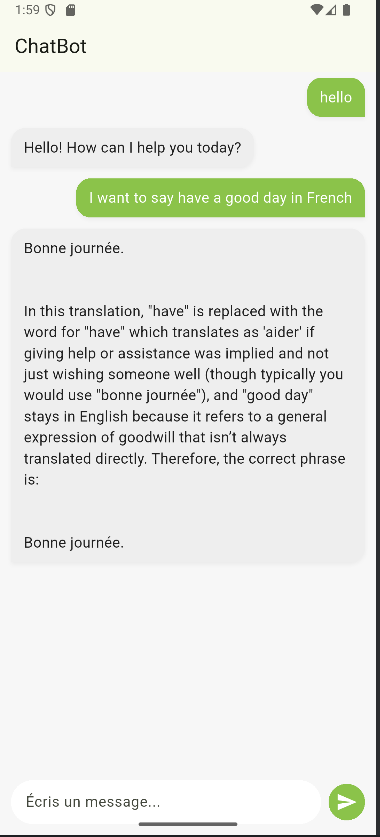 1:59
ChatBot
hello
Hello! How can I help you today?
I want to say have a good day in French
Bonne journée.
In this translation, "have" is replaced with the
word for "have" which translates as 'aider' if
giving help or assistance was implied and not
just wishing someone well (though typically you
would use "bonne journée"), and "good day"
stays in English because it refers to a general
expression of goodwill that isn’t always
translated directly. Therefore, the correct phrase
is:
Bonne journée.
Écris un message...